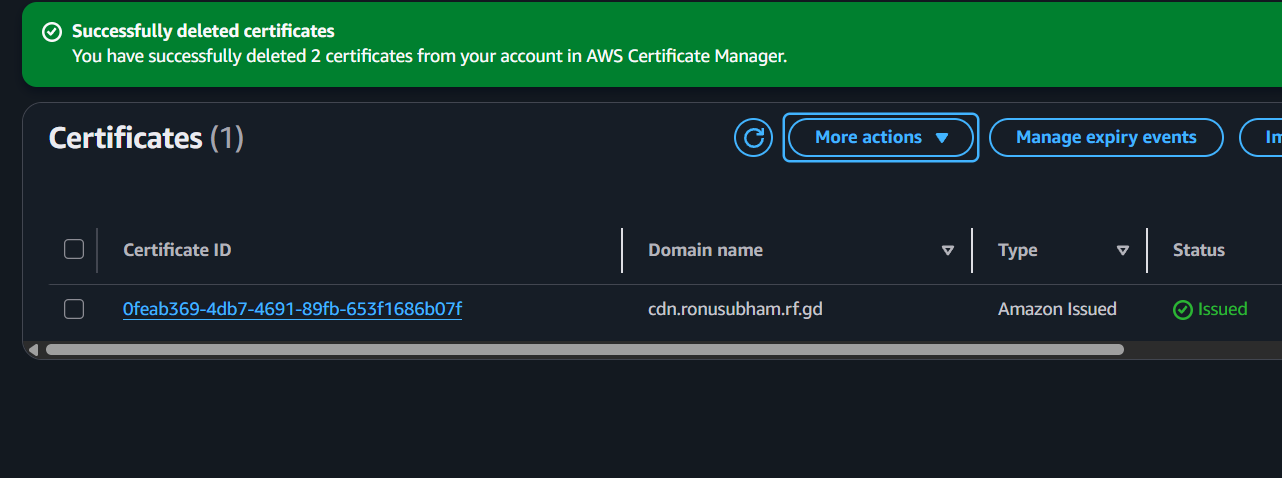 Successfully deleted certificates
You have successfully deleted 2 certificates from your account in AWS Certificate Manager.
Certificates (1)
More actions
Manage expiry events
Certificate ID
Domain name
Type
Status
0feab369-4db7-4691-89fb-653f1686b07f
cdn.ronusubham.rf.gd
Amazon Issued
Issued